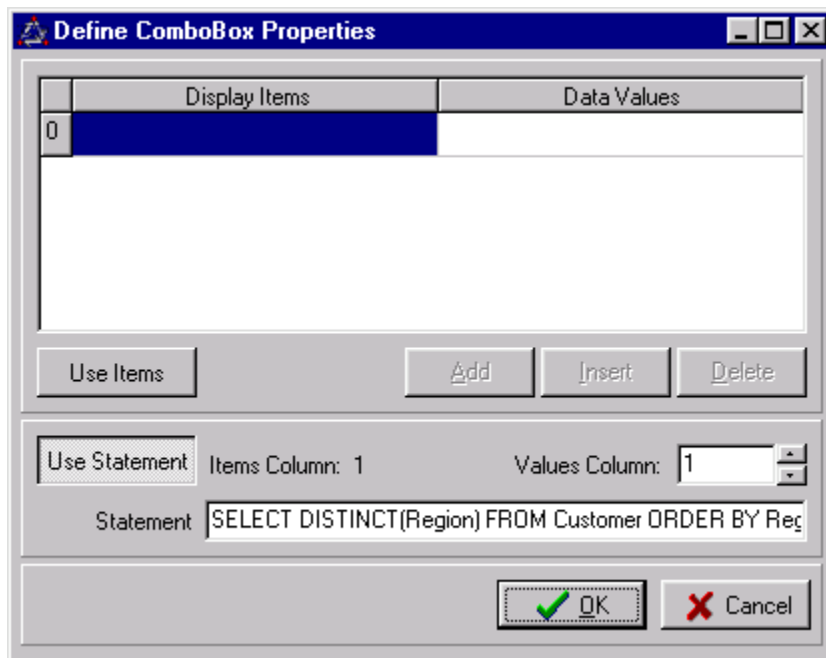 Define ComboBox Properties
Display Items Data Values
0
Use Items Add Insert Delete
Use Statement Items Column: 1 Values Column: 1
Statement SELECT DISTINCT(Region) FROM Customer ORDER BY Reg
OK Cancel